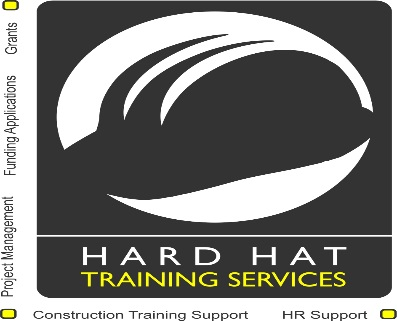 Grants
Funding Applications
Project Management
HARD HAT
TRAINING SERVICES
Construction Training Support
HR Support